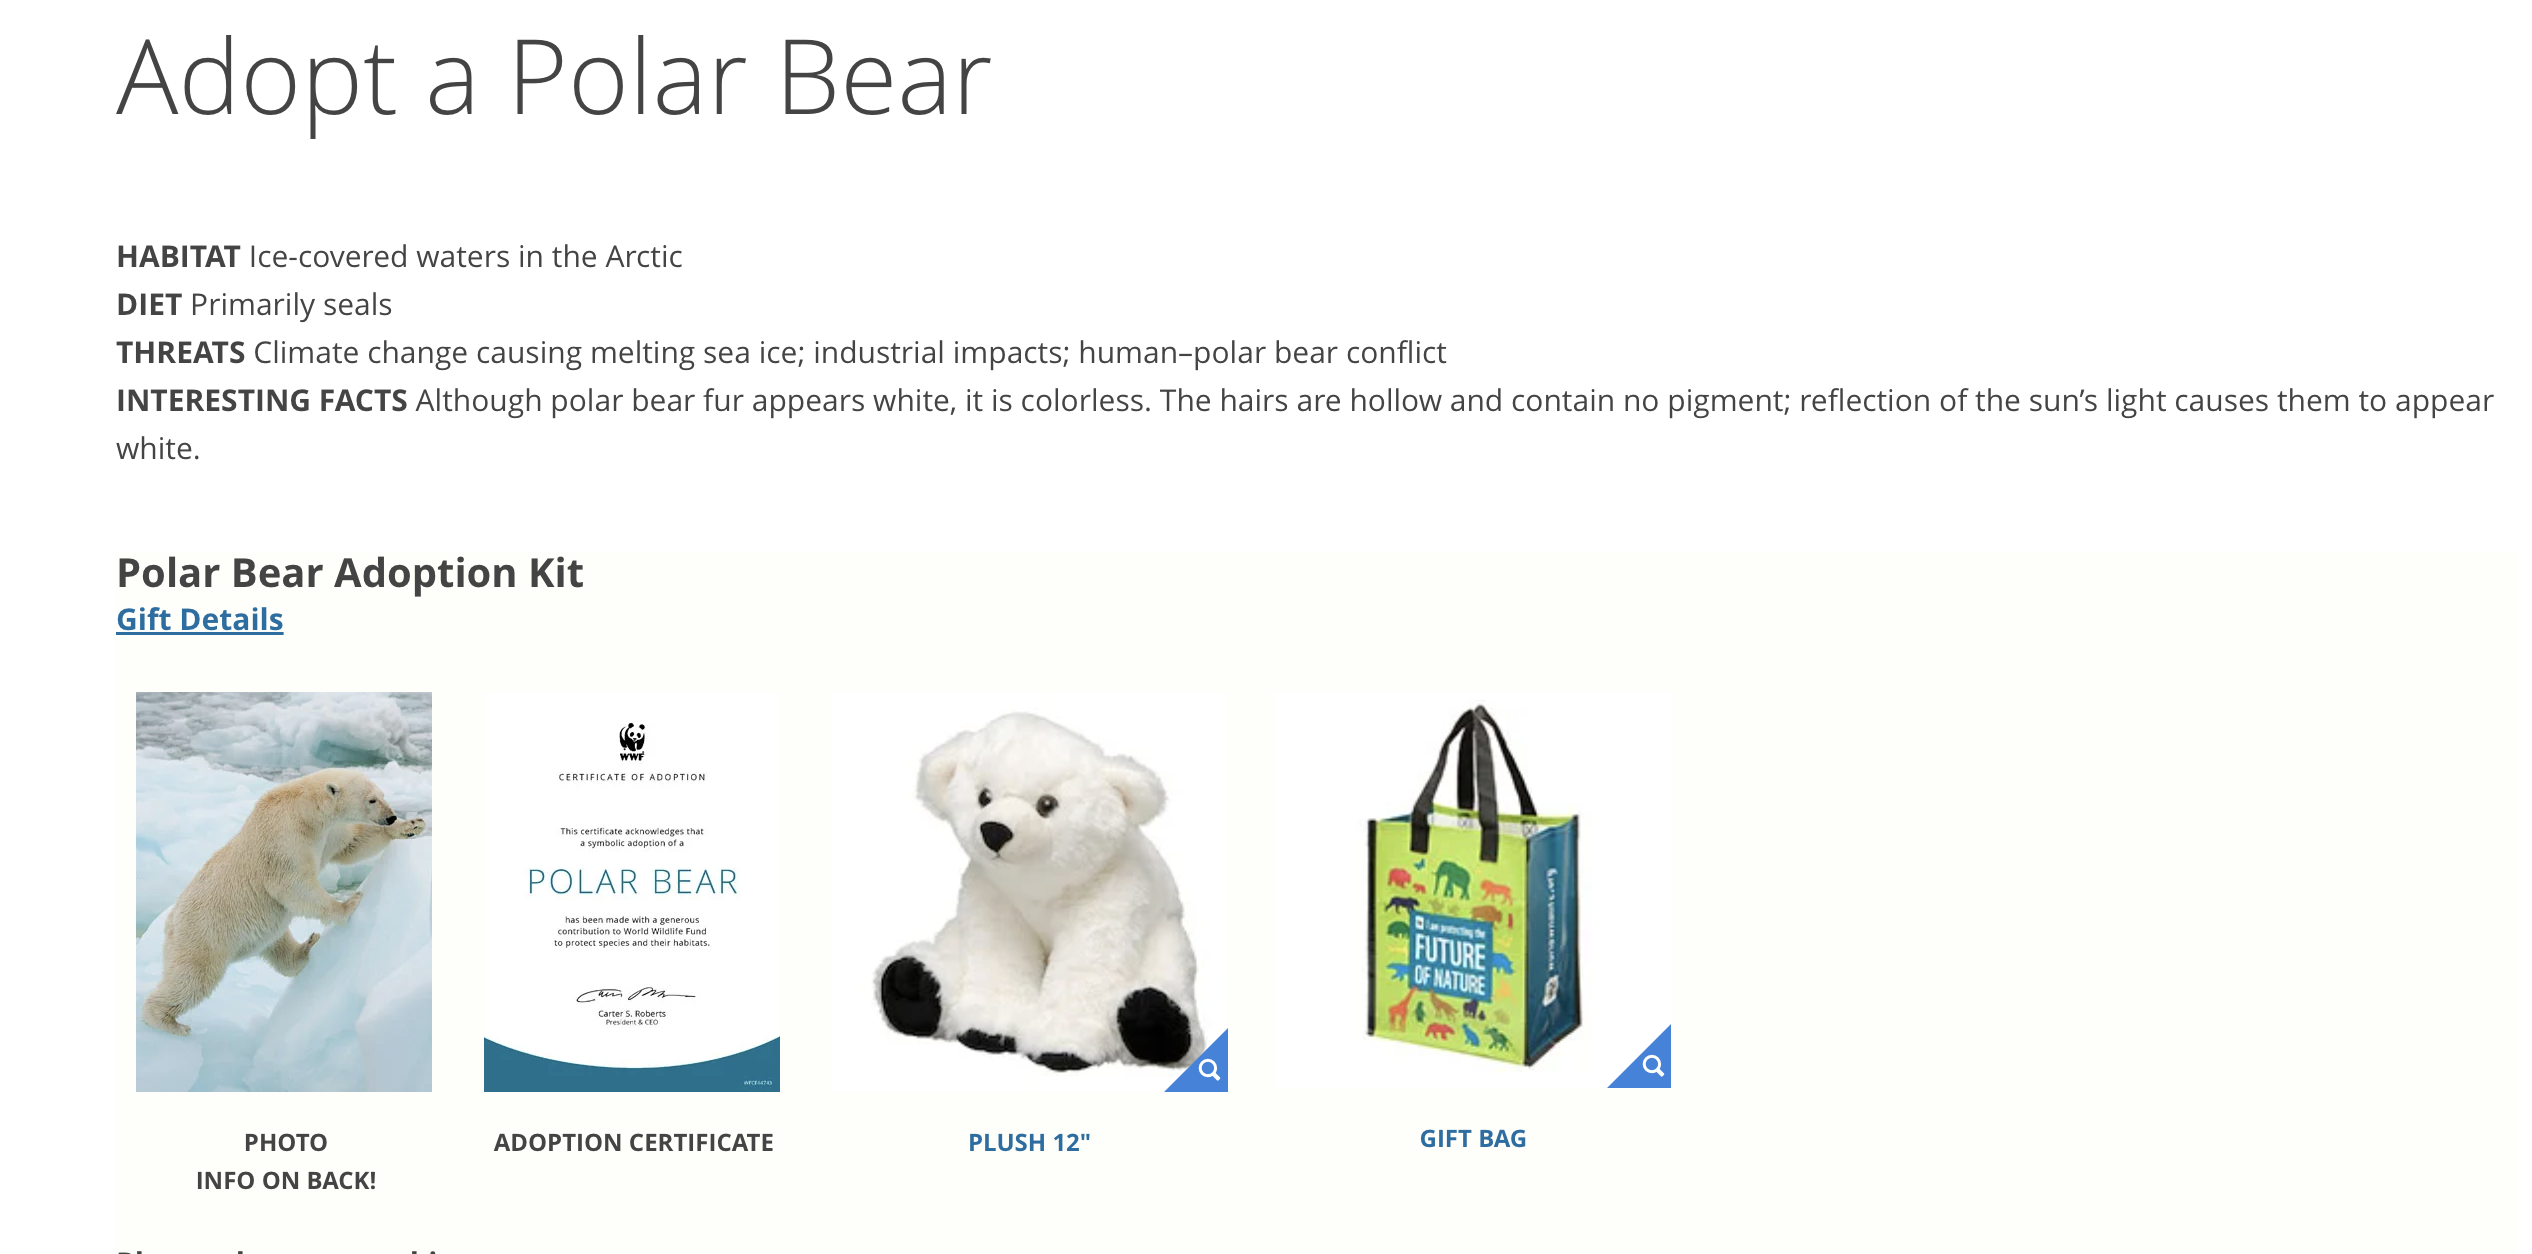 Adopt a Polar Bear
HABITAT Ice-covered waters in the Arctic
DIET Primarily seals
THREATS Climate change causing melting sea ice; industrial impacts; human–polar bear conflict
INTERESTING FACTS Although polar bear fur appears white, it is colorless. The hairs are hollow and contain no pigment; reflection of the sun’s light causes them to appear
white.
Polar Bear Adoption Kit
Gift Details
WWF
CERTIFICATE OF ADOPTION
This certificate acknowledges that
a symbolic adoption of a
POLAR BEAR
has been made with a generous
contribution to World Wildlife Fund
to protect species and their habitats.
Carter S. Roberts
President & CEO
I am protecting the
FUTURE
OF NATURE
PHOTO
INFO ON BACK!
ADOPTION CERTIFICATE
PLUSH 12"
GIFT BAG